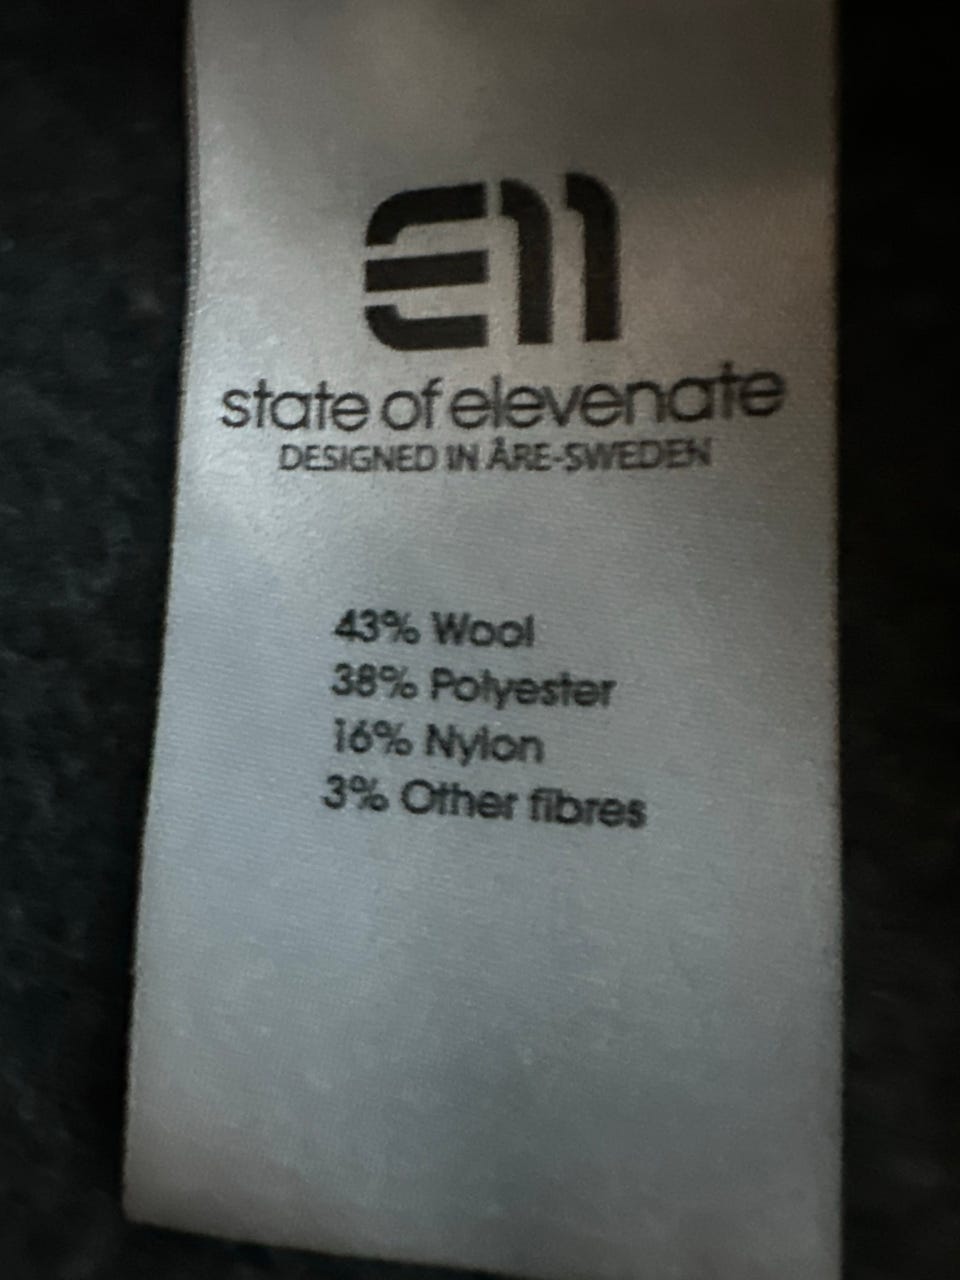 E11
state of elevenate
DESIGNED IN ÅRE-SWEDEN
43% Wool
38% Polyester
16% Nylon
3% Other fibres